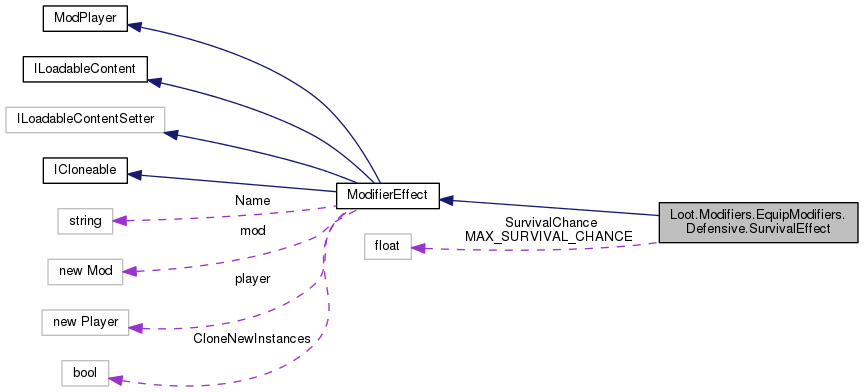 ModPlayer
ILoadableContent
ILoadableContentSetter
ICloneable
ModifierEffect
Name
string
mod
new Mod
player
new Player
CloneNewInstances
bool
float
SurvivalChance
MAX_SURVIVAL_CHANCE
Loot.Modifiers.EquipModifiers.
Defensive.SurvivalEffect